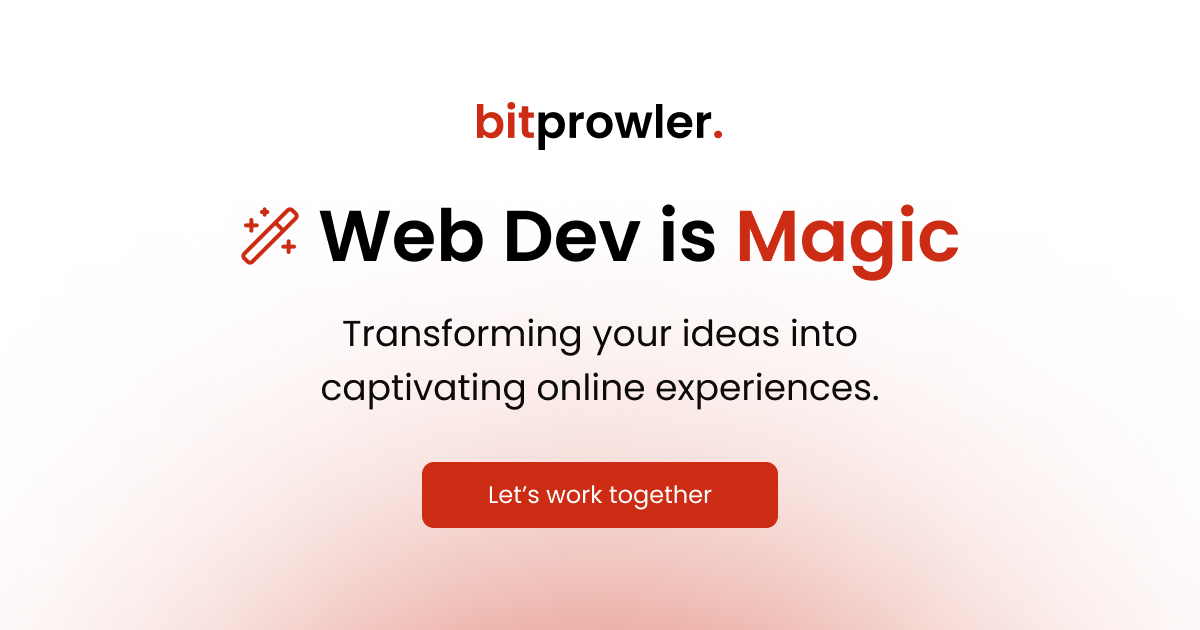 bitprowler.
Web Dev is Magic
Transforming your ideas into
captivating online experiences.
Let’s work together